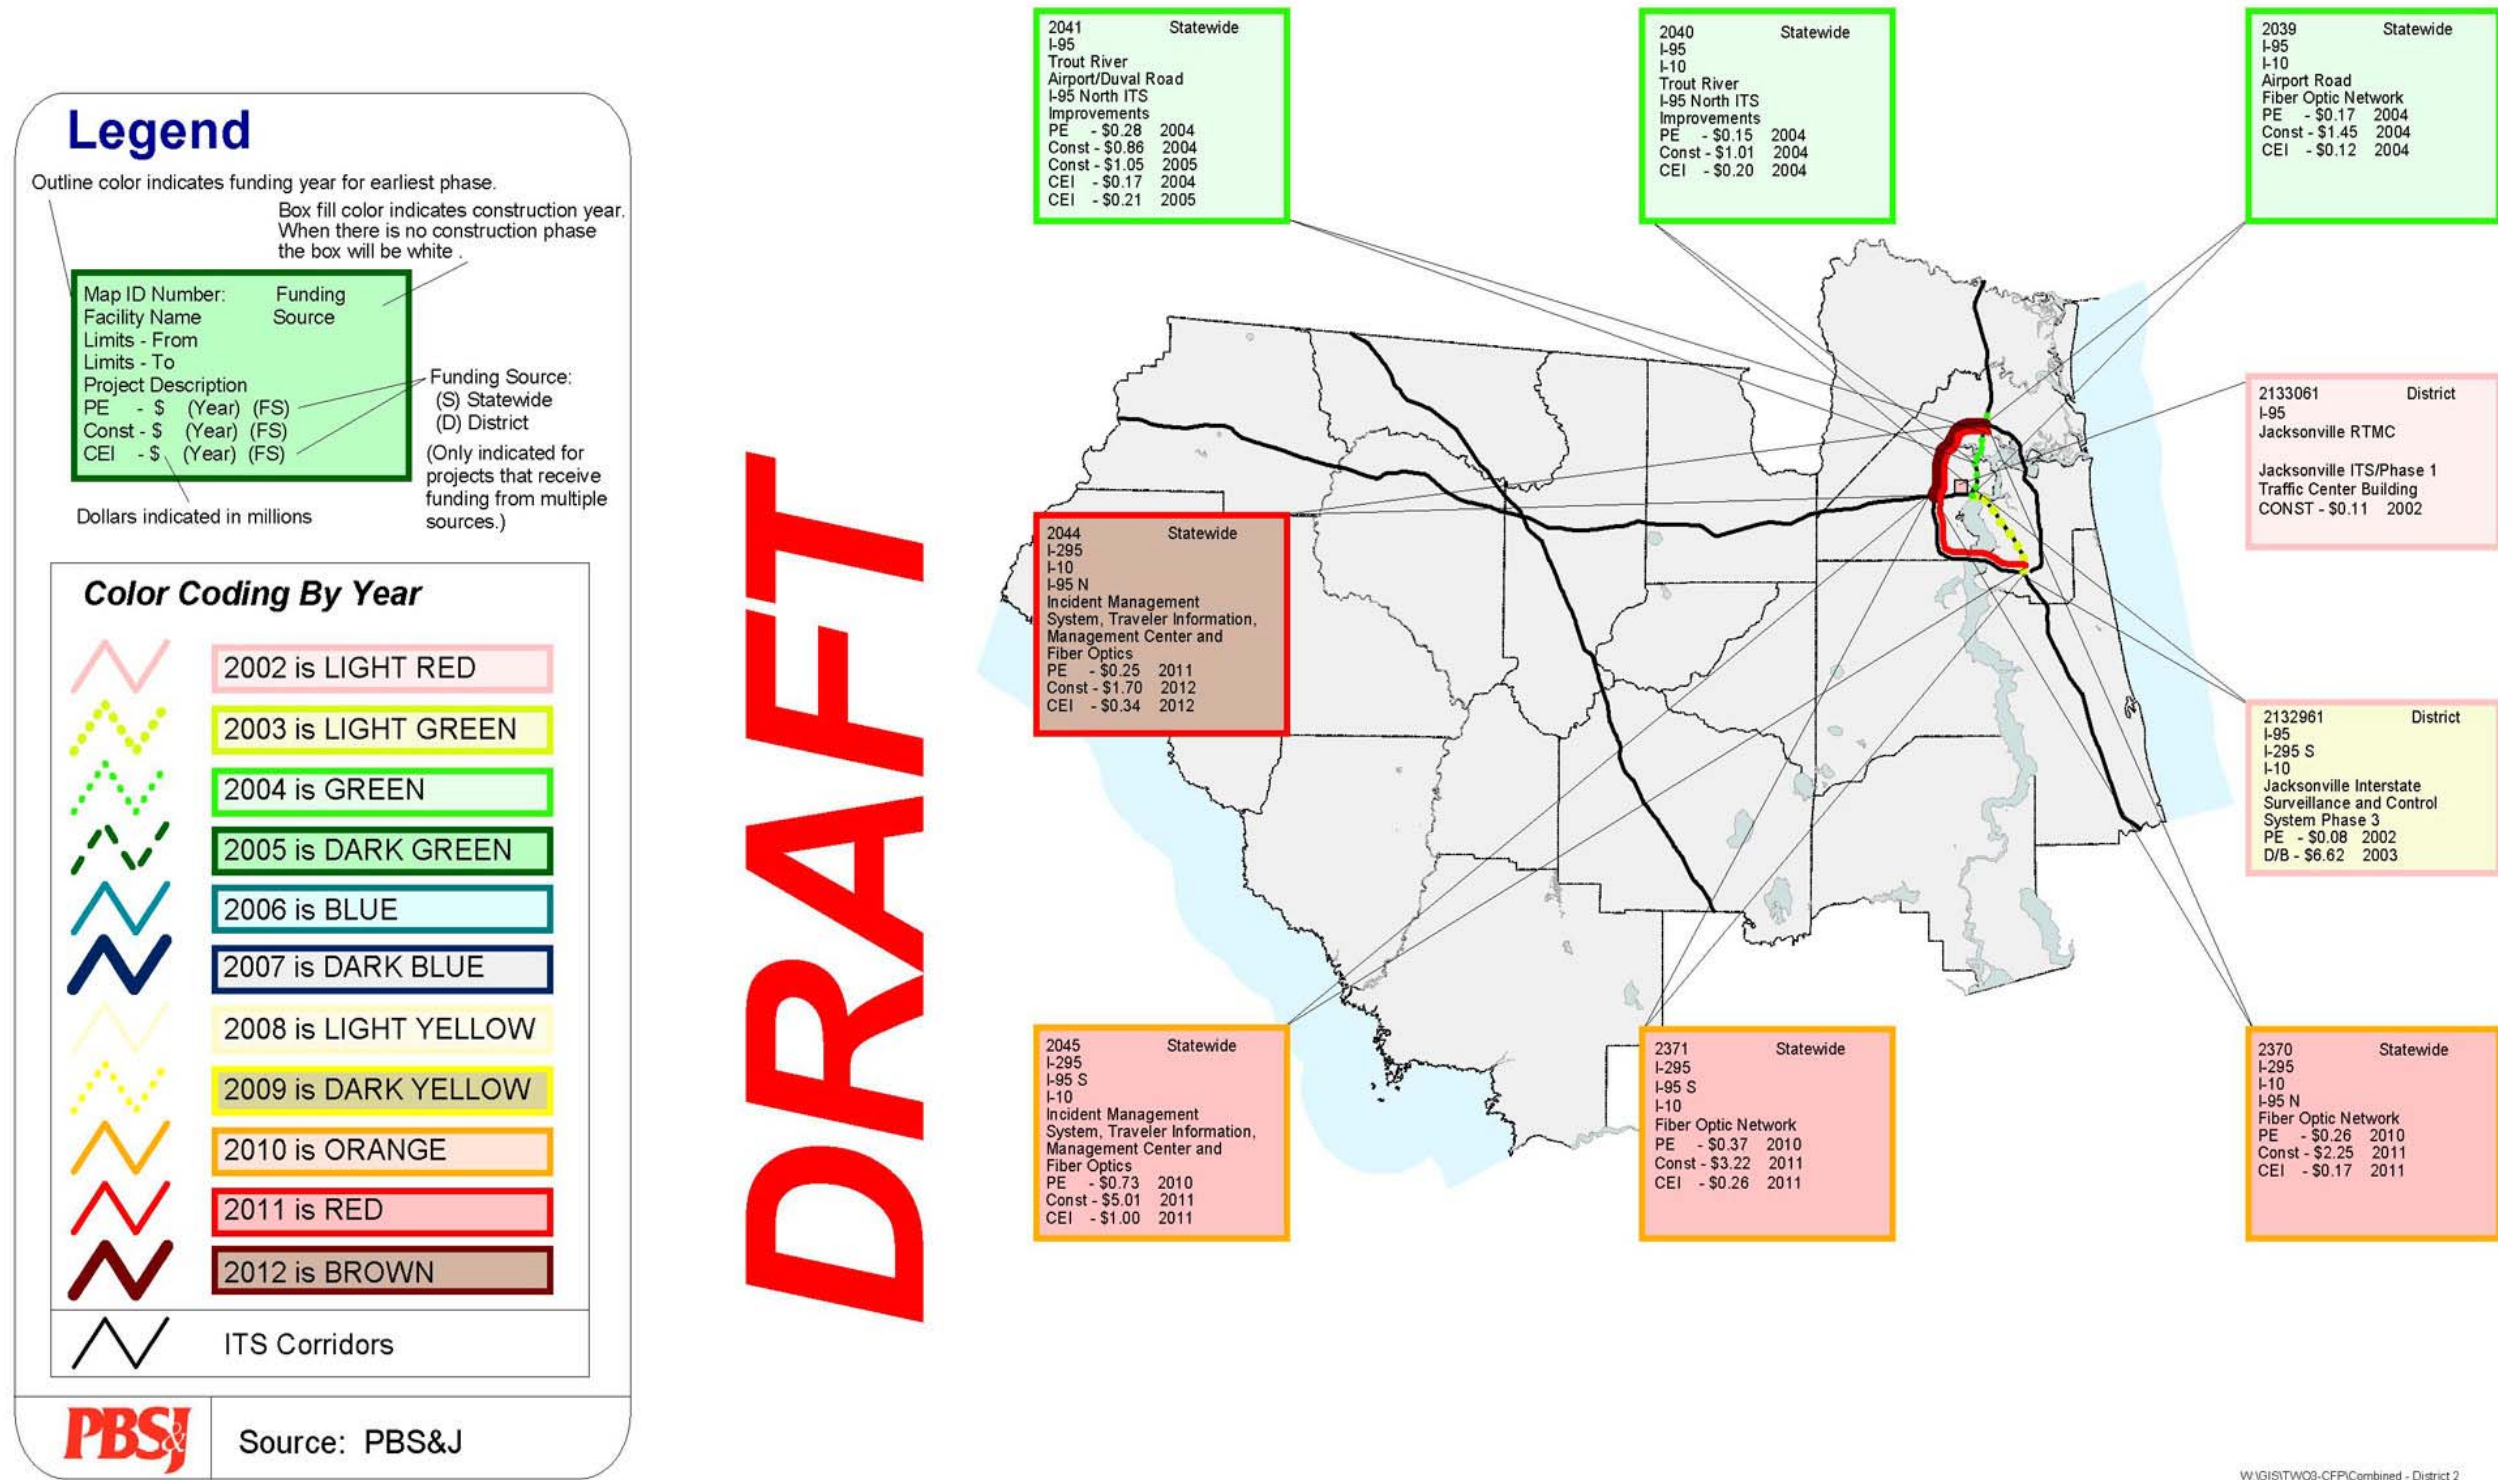 Legend
Outline color indicates funding year for earliest phase.
Box fill color indicates construction year.
When there is no construction phase
the box will be white .
Map ID Number: Funding
Facility Name Source
Limits - From
Limits - To
Project Description
PE - $ (Year) (FS)
Const - $ (Year) (FS)
CEI - $ (Year) (FS)
Funding Source:
(S) Statewide
(D) District
(Only indicated for
projects that receive
funding from multiple
sources.)
Dollars indicated in millions
Color Coding By Year
2002 is LIGHT RED
2003 is LIGHT GREEN
2004 is GREEN
2005 is DARK GREEN
2006 is BLUE
2007 is DARK BLUE
2008 is LIGHT YELLOW
2009 is DARK YELLOW
2010 is ORANGE
2011 is RED
2012 is BROWN
ITS Corridors
PBS&J
Source: PBS&J
DRAFT
2041 Statewide
I-95
Trout River
Airport/Duval Road
I-95 North ITS
Improvements
PE - $0.28 2004
Const - $0.86 2004
Const - $1.05 2005
CEI - $0.17 2004
CEI - $0.21 2005
2040 Statewide
I-95
I-10
Trout River
I-95 North ITS
Improvements
PE - $0.15 2004
Const - $1.01 2004
CEI - $0.20 2004
2039 Statewide
I-95
I-10
Airport Road
Fiber Optic Network
PE - $0.17 2004
Const - $1.45 2004
CEI - $0.12 2004
2133061 District
I-95
Jacksonville RTMC
Jacksonville ITS/Phase 1
Traffic Center Building
CONST - $0.11 2002
2044 Statewide
I-295
I-10
I-95 N
Incident Management
System, Traveler Information,
Management Center and
Fiber Optics
PE - $0.25 2011
Const - $1.70 2012
CEI - $0.34 2012
2132961 District
I-95
I-295 S
I-10
Jacksonville Interstate
Surveillance and Control
System Phase 3
PE - $0.08 2002
D/B - $6.62 2003
2045 Statewide
I-295
I-95 S
I-10
Incident Management
System, Traveler Information,
Management Center and
Fiber Optics
PE - $0.73 2010
Const - $5.01 2011
CEI - $1.00 2011
2371 Statewide
I-295
I-95 S
I-10
Fiber Optic Network
PE - $0.37 2010
Const - $3.22 2011
CEI - $0.26 2011
2370 Statewide
I-295
I-10
I-95 N
Fiber Optic Network
PE - $0.26 2010
Const - $2.25 2011
CEI - $0.17 2011
W:\GIS\TWO3-CFP\Combined - District 2